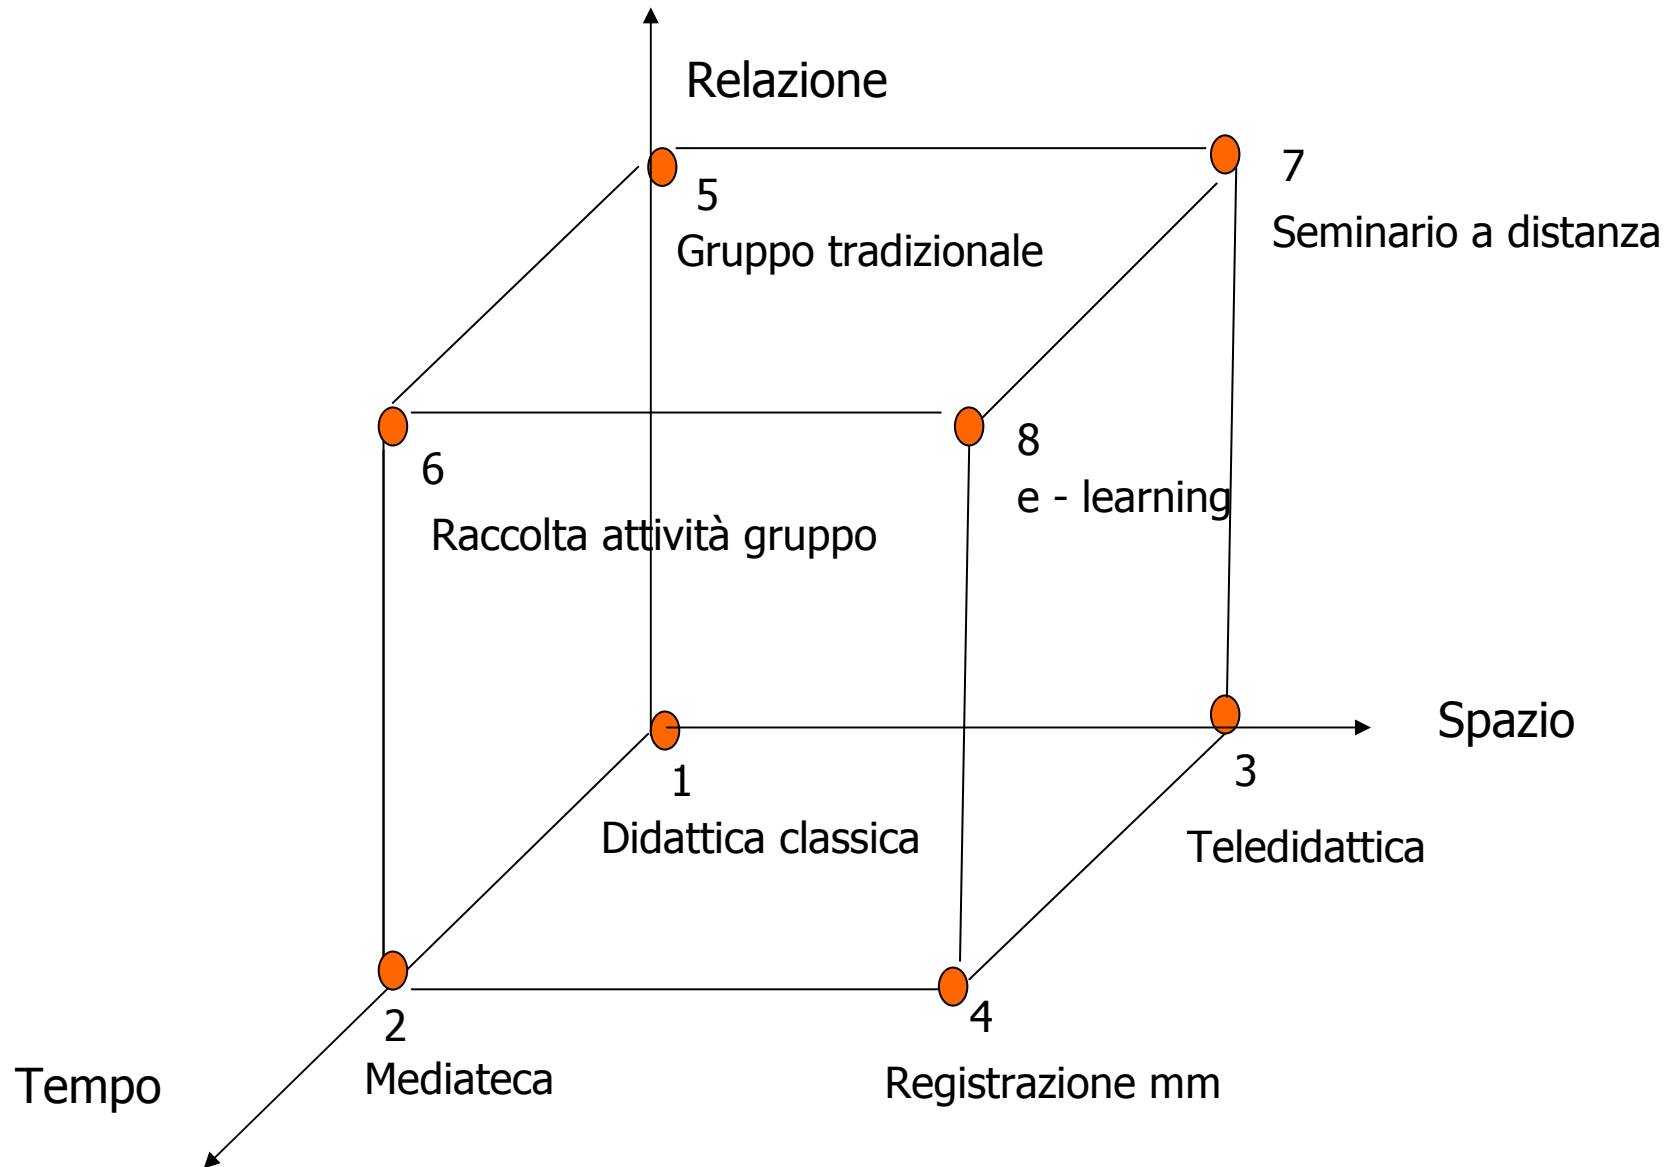 Relazione
7
5
Seminario a distanza
Gruppo tradizionale
8
6
e - learning
Raccolta attività gruppo
Spazio
3
1
Didattica classica
Teledidattica
4
2
Mediateca
Registrazione mm
Tempo